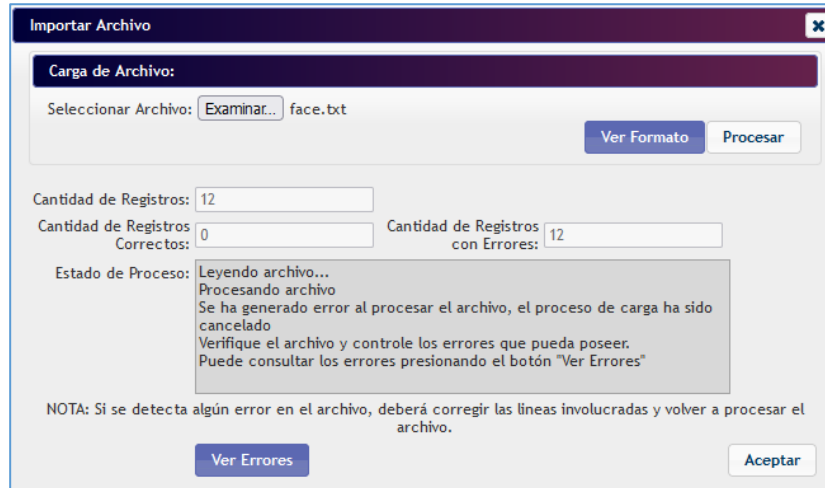 Importar Archivo
Carga de Archivo:
Seleccionar Archivo: Examinar... face.txt
Ver Formato Procesar
Cantidad de Registros: 12
Cantidad de Registros Correctos: 0 Cantidad de Registros con Errores: 12
Estado de Proceso: Leyendo archivo...
Procesando archivo
Se ha generado error al procesar el archivo, el proceso de carga ha sido
cancelado
Verifique el archivo y controle los errores que pueda poseer.
Puede consultar los errores presionando el botón "Ver Errores"
NOTA: Si se detecta algún error en el archivo, deberá corregir las lineas involucradas y volver a procesar el
archivo.
Ver Errores Aceptar